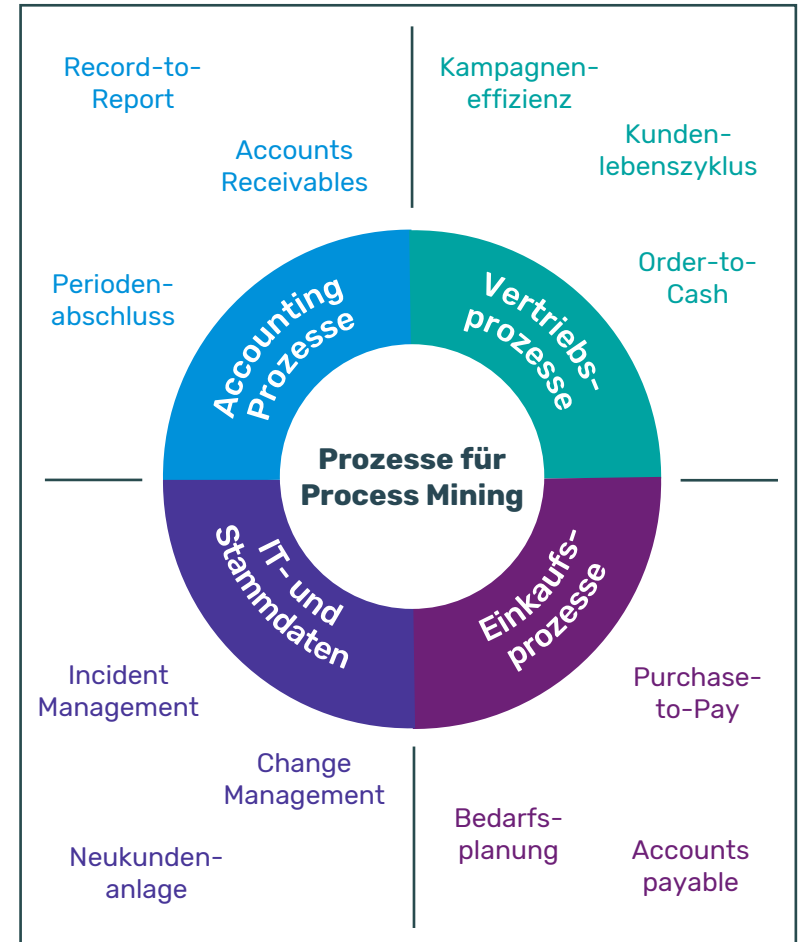 Record-to-
Report
Accounts
Receivables
Perioden-
abschluss
Kampagnen-
effizienz
Kunden-
lebenszyklus
Order-to-
Cash
Accounting
Prozesse
Vertriebs-
prozesse
Prozesse für
Process Mining
IT- und
Stammdaten
Einkaufs-
prozesse
Incident
Management
Change
Management
Neukunden-
anlage
Purchase-
to-Pay
Bedarfs-
planung
Accounts
payable